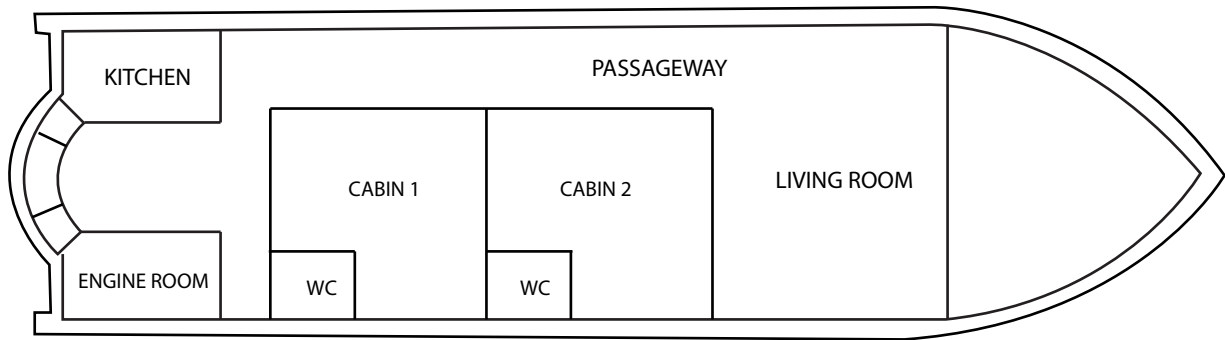 KITCHEN
PASSAGEWAY
CABIN 1
CABIN 2
LIVING ROOM
ENGINE ROOM
WC
WC